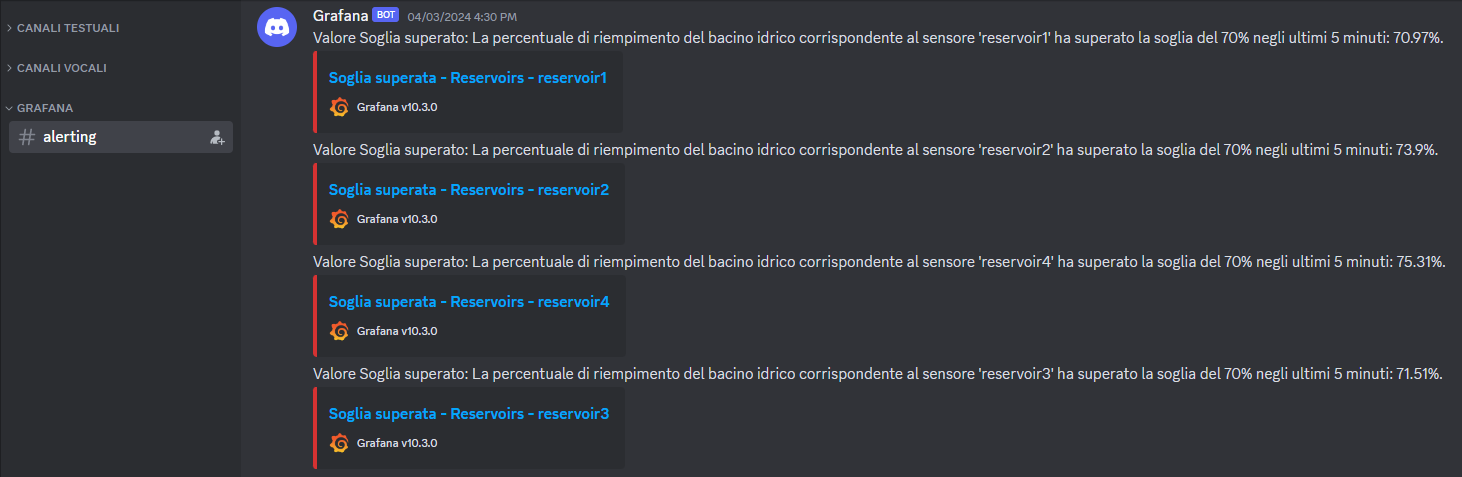 CANALI TESTUALI
CANALI VOCALI
GRAFANA
# alerting
Grafana BOT 04/03/2024 4:30 PM
Valore Soglia superato: La percentuale di riempimento del bacino idrico corrispondente al sensore 'reservoir1' ha superato la soglia del 70% negli ultimi 5 minuti: 70.97%.
Soglia superata - Reservoirs - reservoir1
Grafana v10.3.0
Valore Soglia superato: La percentuale di riempimento del bacino idrico corrispondente al sensore 'reservoir2' ha superato la soglia del 70% negli ultimi 5 minuti: 73.9%.
Soglia superata - Reservoirs - reservoir2
Grafana v10.3.0
Valore Soglia superato: La percentuale di riempimento del bacino idrico corrispondente al sensore 'reservoir4' ha superato la soglia del 70% negli ultimi 5 minuti: 75.31%.
Soglia superata - Reservoirs - reservoir4
Grafana v10.3.0
Valore Soglia superato: La percentuale di riempimento del bacino idrico corrispondente al sensore 'reservoir3' ha superato la soglia del 70% negli ultimi 5 minuti: 71.51%.
Soglia superata - Reservoirs - reservoir3
Grafana v10.3.0